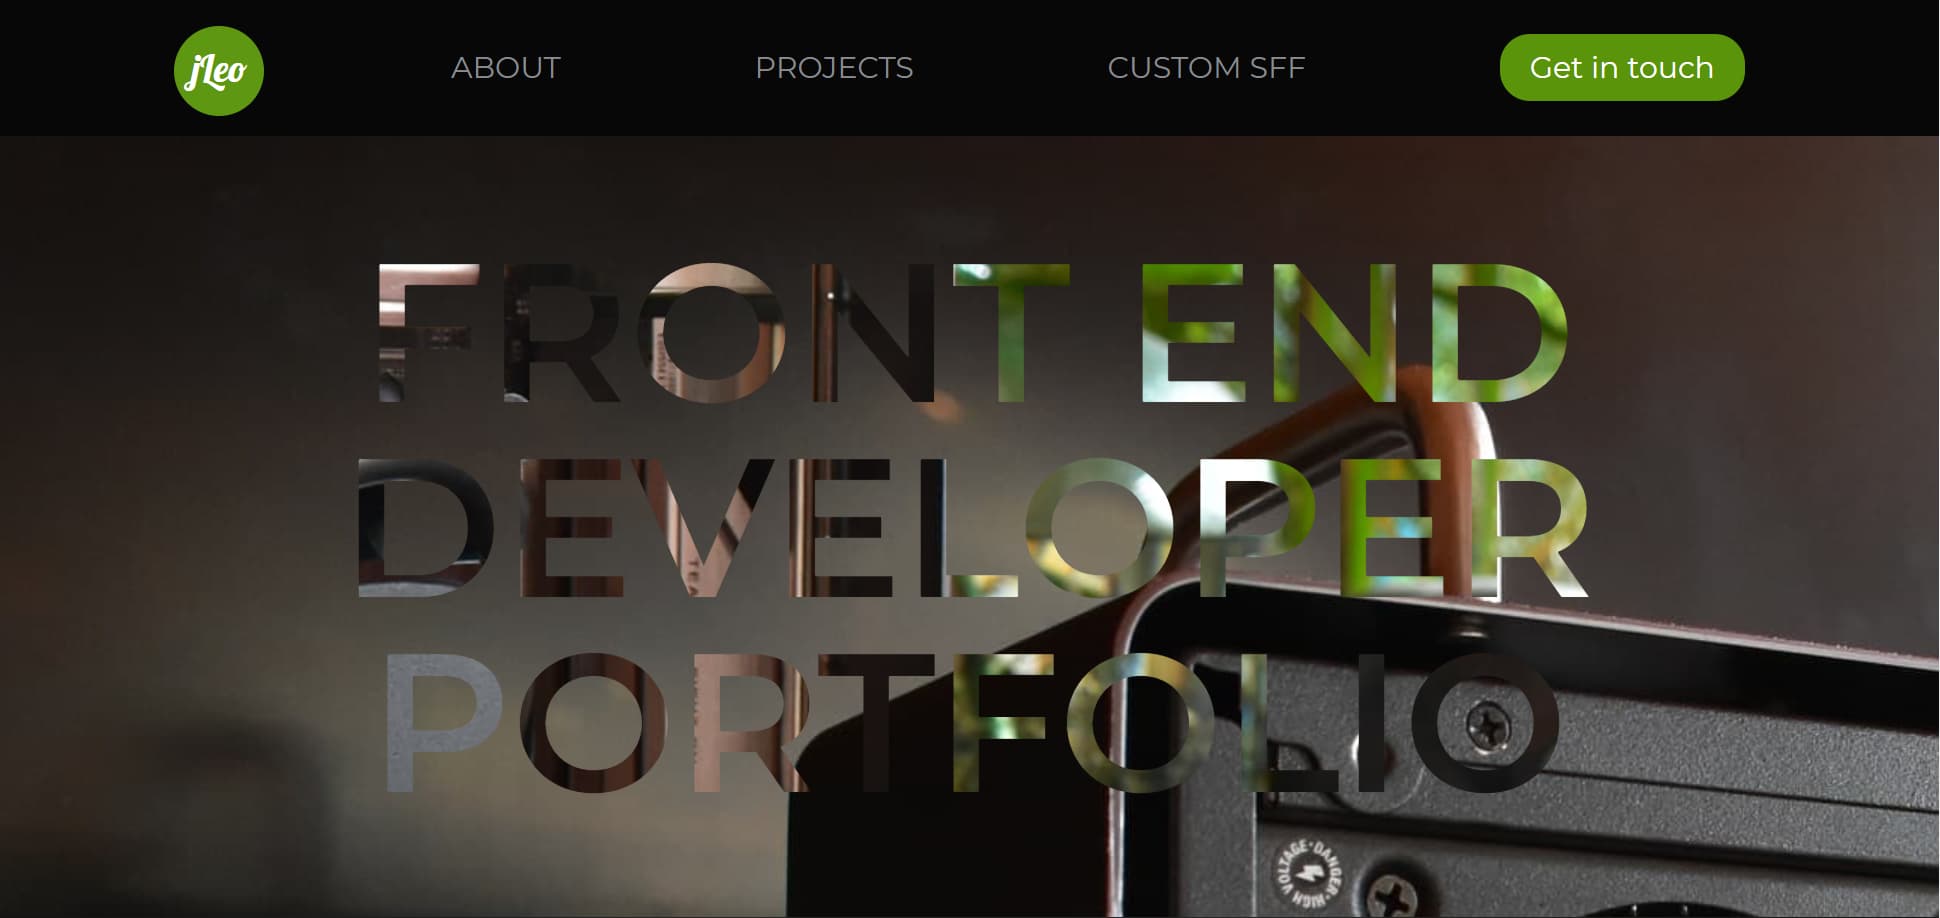 jLeo
ABOUT
PROJECTS
CUSTOM SFF
Get in touch
FRONT END
DEVELOPER
PORTFOLIO
DANGER·HIGH VOLTAGE·